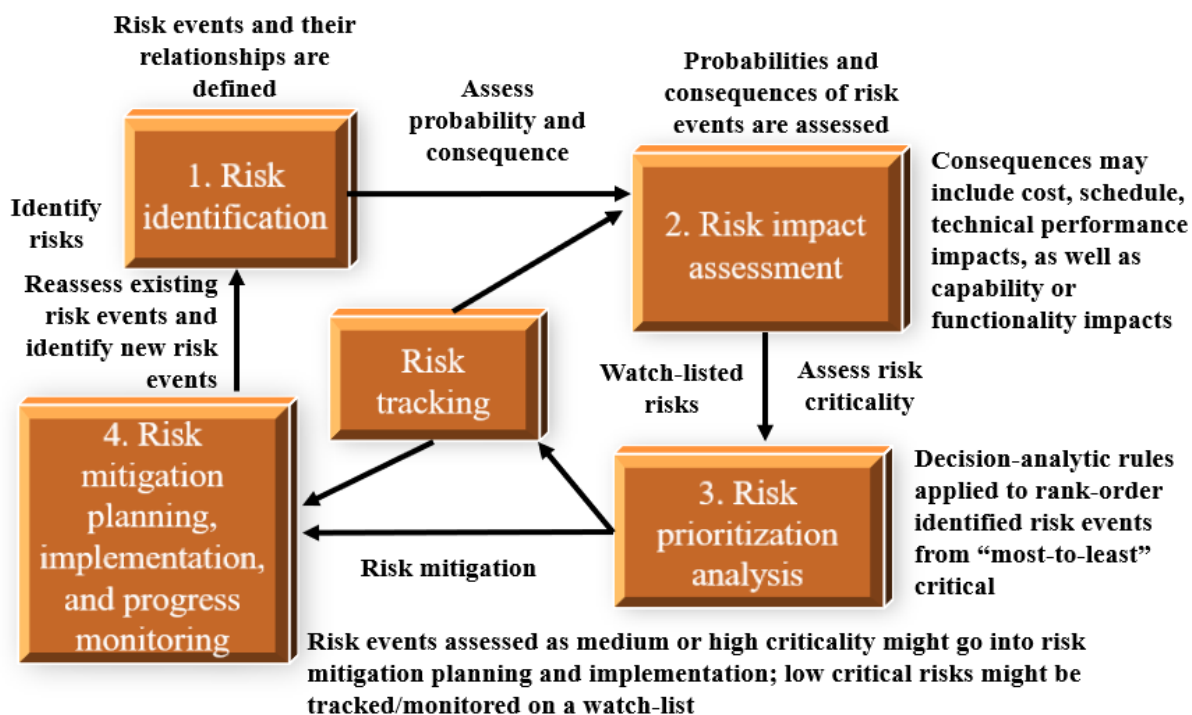 Risk events and their
relationships are
defined
Assess
probability and
consequence
Probabilities and
consequences of risk
events are assessed
1. Risk
identification
2. Risk impact
assessment
Consequences may
include cost, schedule,
technical performance
impacts, as well as
capability or
functionality impacts
Identify
risks
Reassess existing
risk events and
identify new risk
events
Risk
tracking
Watch-listed
risks
Assess risk
criticality
4. Risk
mitigation
planning,
implementation,
and progress
monitoring
3. Risk
prioritization
analysis
Decision-analytic rules
applied to rank-order
identified risk events
from “most-to-least”
critical
Risk mitigation
Risk events assessed as medium or high criticality might go into risk
mitigation planning and implementation; low critical risks might be
tracked/monitored on a watch-list